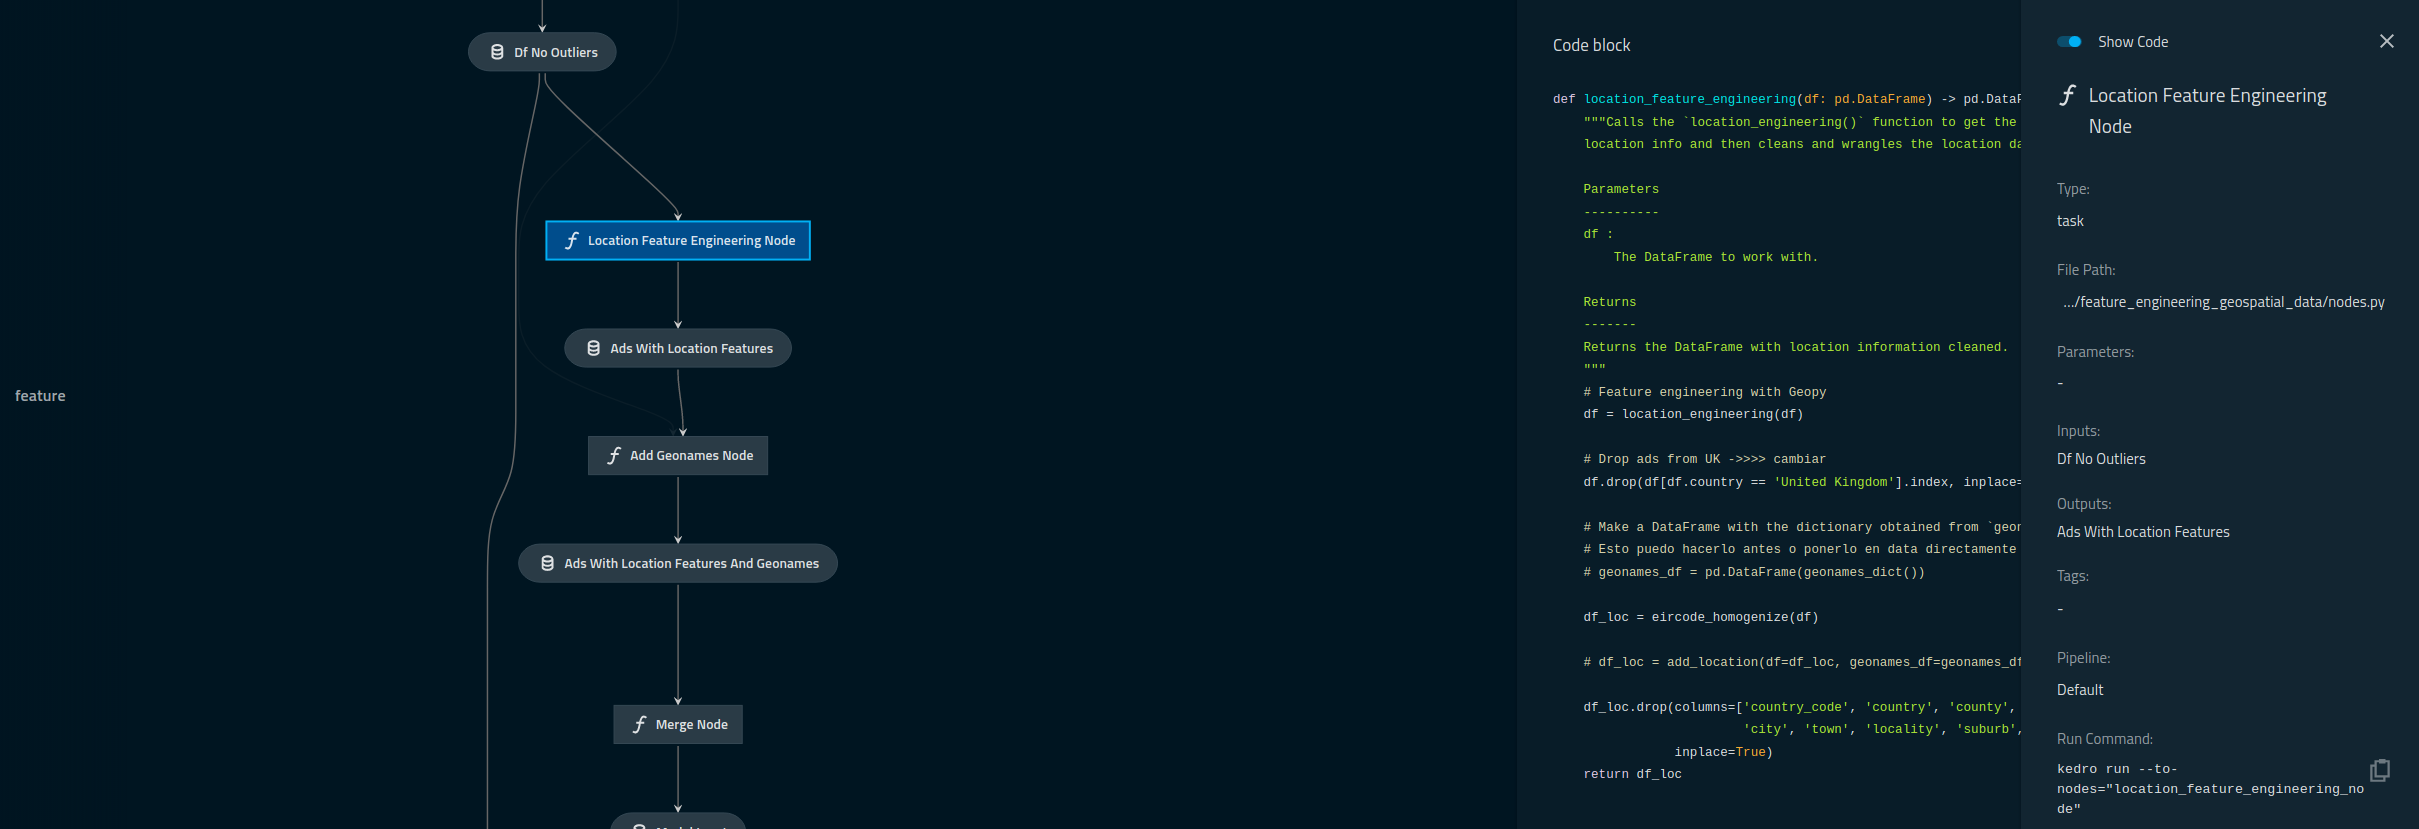 Df No Outliers
Location Feature Engineering Node
Ads With Location Features
feature
Add Geonames Node
Ads With Location Features And Geonames
Merge Node
Code block
def location_feature_engineering(df: pd.DataFrame) -> pd.DataF
"""Calls the `location_engineering()` function to get the
location info and then cleans and wrangles the location da
Parameters
----------
df :
The DataFrame to work with.
Returns
-------
Returns the DataFrame with location information cleaned.
"""
# Feature engineering with Geopy
df = location_engineering(df)
# Drop ads from UK ->>>> cambiar
df.drop(df[df.country == 'United Kingdom'].index, inplace=
# Make a DataFrame with the dictionary obtained from `geon
# Esto puedo hacerlo antes o ponerlo en data directamente
# geonames_df = pd.DataFrame(geonames_dict())
df_loc = eircode_homogenize(df)
# df_loc = add_location(df=df_loc, geonames_df=geonames_df
df_loc.drop(columns=['country_code', 'country', 'county',
'city', 'town', 'locality', 'suburb',
inplace=True)
return df_loc
Show Code
Location Feature Engineering
Node
Type:
task
File Path:
.../feature_engineering_geospatial_data/nodes.py
Parameters:
-
Inputs:
Df No Outliers
Outputs:
Ads With Location Features
Tags:
-
Pipeline:
Default
Run Command:
kedro run --to-
nodes="location_feature_engineering_no
de"